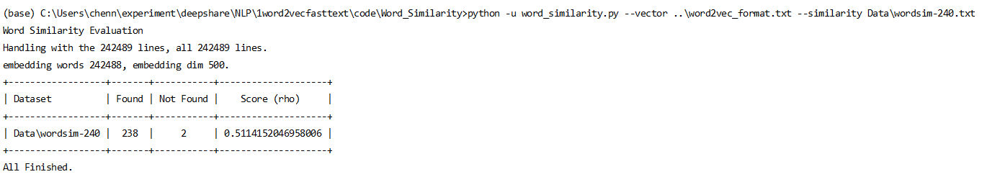 (base) C:\Users\chenn\experiment\deepshare\NLP\1word2vecfasttext\code\Word_Similarity>python -u word_similarity.py --vector ..\word2vec_format.txt --similarity Data\wordsim-240.txt
Word Similarity Evaluation
Handling with the 242489 lines, all 242489 lines.
embedding words 242488, embedding dim 500.
+------------------+-------+-----------+--------------------+
| Dataset          | Found | Not Found |    Score (rho)     |
+------------------+-------+-----------+--------------------+
| Data\wordsim-240 |  238  |     2     | 0.5114152046958006 |
+------------------+-------+-----------+--------------------+
All Finished.